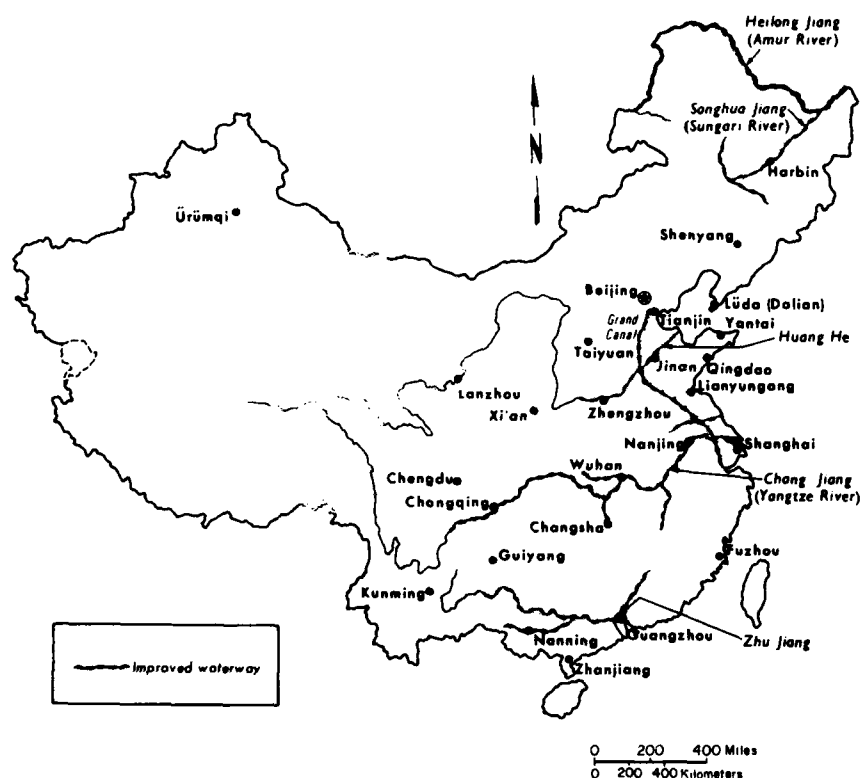 Heilong Jiang
(Amur River)
Songhua Jiang
(Sungari River)
N
Harbin
Ürümqi
Shenyang
Beijing
Lüda (Dalian)
Grand
Canal
Tianjin
Yantai
Huang He
Taiyuan
Jinan
Qingdao
Lanzhou
Lianyungang
Xi'an
Zhengzhou
Nanjing
Shanghai
Wuhan
Chengdu
Chang Jiang
(Yangtze River)
Chongqing
Changsha
Fuzhou
Guiyang
Kunming
Guangzhou
Zhu Jiang
Nanning
Improved waterway
Zhanjiang
0 200 400 Miles
0 200 400 Kilometers